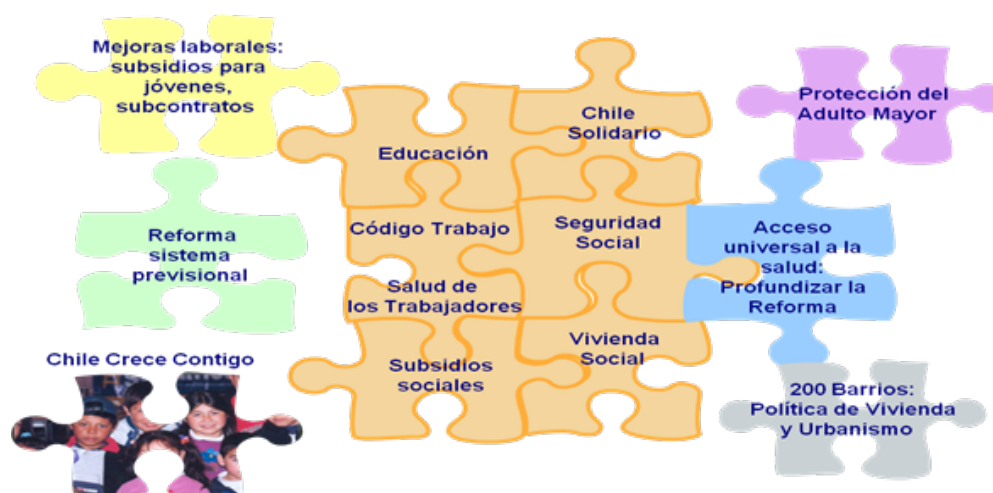 Mejoras laborales:
subsidios para
jóvenes,
subcontratos
Reforma
sistema
previsional
Chile Crece Contigo
Educación
Chile
Solidario
Código Trabajo
Seguridad
Social
Salud de
los Trabajadores
Subsidios
sociales
Vivienda
Social
Protección del
Adulto Mayor
Acceso
universal a la
salud:
Profundizar la
Reforma
200 Barrios:
Política de Vivienda
y Urbanismo